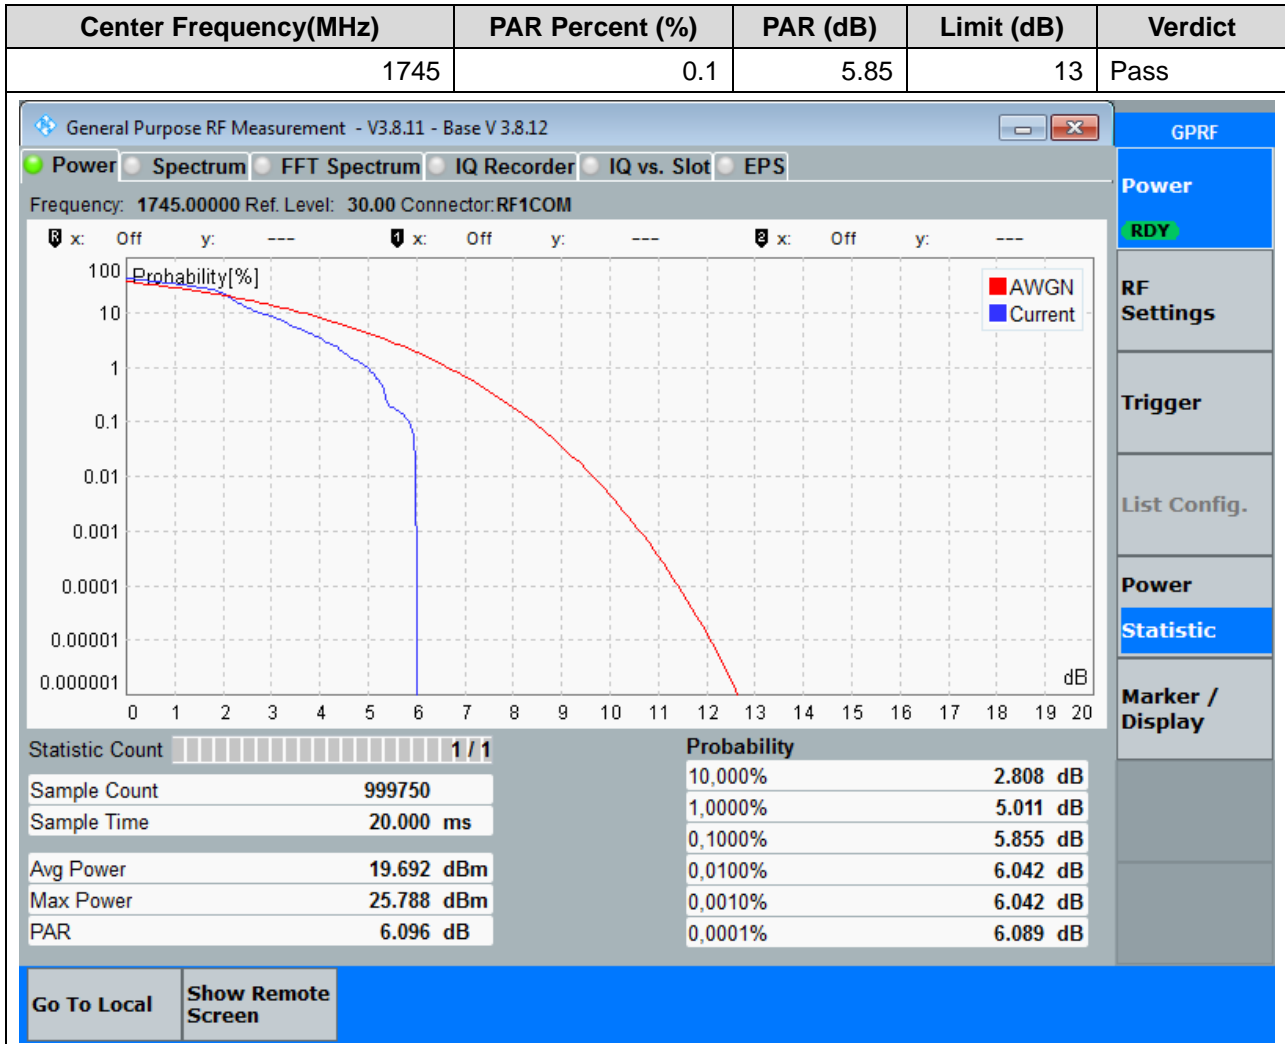 Center Frequency(MHz) PAR Percent (%) PAR (dB) Limit (dB) Verdict
1745 0.1 5.85 13 Pass
General Purpose RF Measurement - V3.8.11 - Base V 3.8.12
GPRF
Power Spectrum FFT Spectrum IQ Recorder IQ vs. Slot EPS
Frequency: 1745.00000 Ref. Level: 30.00 Connector: RF1COM
R x: Off y: --- 1 x: Off y: --- 2 x: Off y: ---
Probability[%]
AWGN
Current
100
10
1
0.1
0.01
0.001
0.0001
0.00001
0.000001
dB
0 1 2 3 4 5 6 7 8 9 10 11 12 13 14 15 16 17 18 19 20
Statistic Count 1 / 1
Sample Count 999750
Sample Time 20.000 ms
Avg Power 19.692 dBm
Max Power 25.788 dBm
PAR 6.096 dB
Probability
10,000% 2.808 dB
1,0000% 5.011 dB
0,1000% 5.855 dB
0,0100% 6.042 dB
0,0010% 6.042 dB
0,0001% 6.089 dB
Power
RDY
RF
Settings
Trigger
List Config.
Power
Statistic
Marker /
Display
Go To Local
Show Remote
Screen